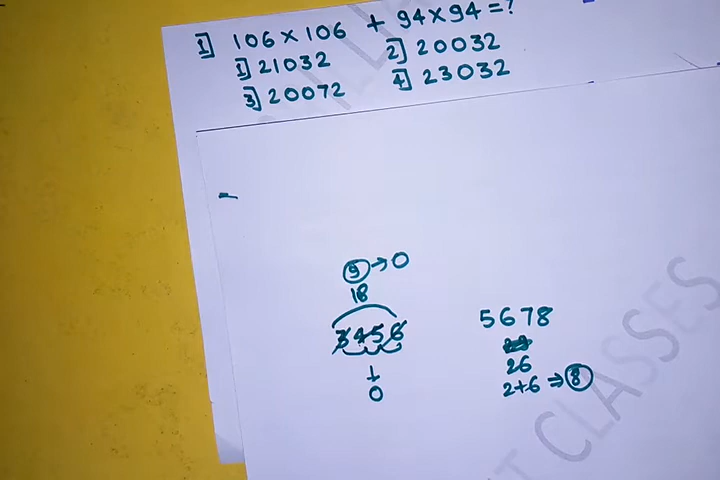 1] 106×106 + 94×94=?
1] 21032 2] 20032
3] 20072 4] 23032
9→0
18
3456
↓
0
5678
26
2+6 ⇒ 8
CLASSES